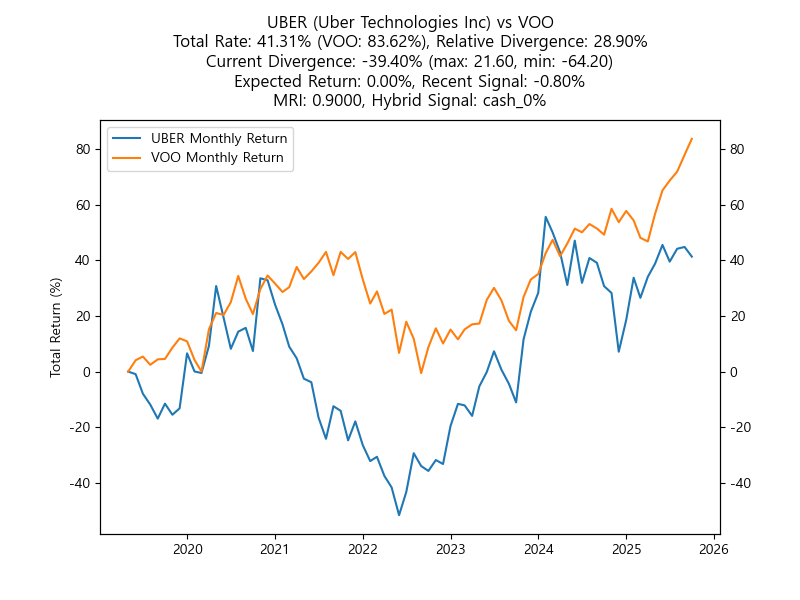 UBER (Uber Technologies Inc) vs VOO
Total Rate: 41.31% (VOO: 83.62%), Relative Divergence: 28.90%
Current Divergence: -39.40% (max: 21.60, min: -64.20)
Expected Return: 0.00%, Recent Signal: -0.80%
MRI: 0.9000, Hybrid Signal: cash_0%
UBER Monthly Return
VOO Monthly Return
Total Return (%)
80
60
40
20
0
-20
-40
80
60
40
20
0
-20
-40
2020
2021
2022
2023
2024
2025
2026